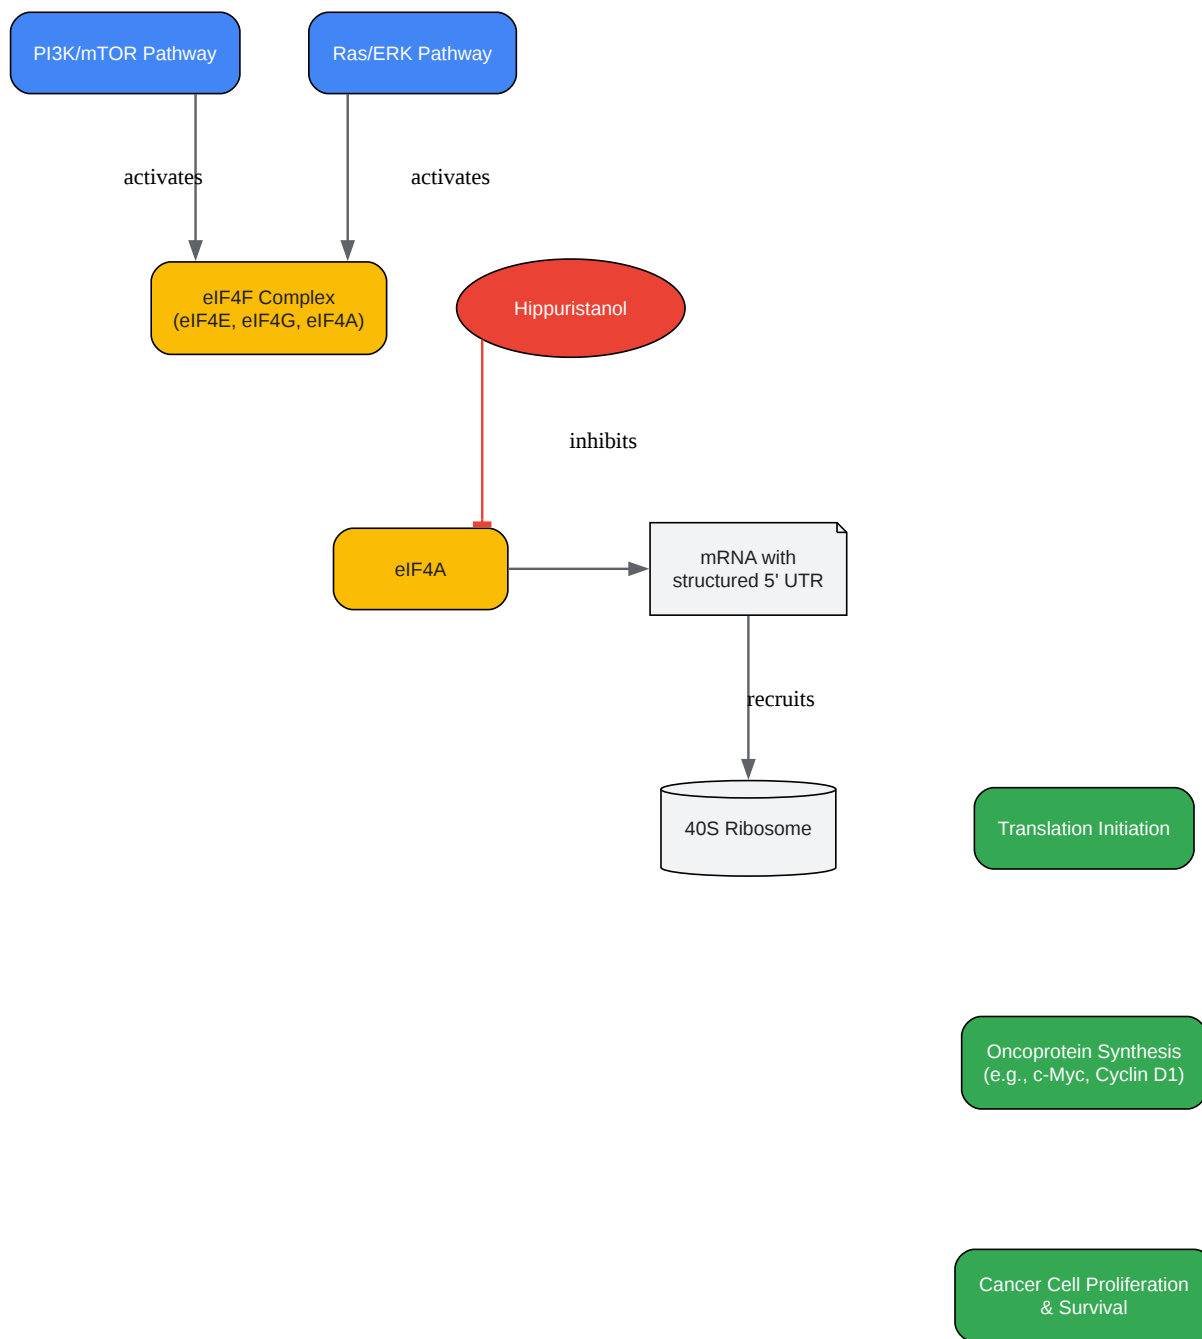 PI3K/mTOR Pathway
Ras/ERK Pathway
activates
activates
eIF4F Complex
(eIF4E, eIF4G, eIF4A)
Hippuristanol
inhibits
eIF4A
mRNA with
structured 5' UTR
recruits
40S Ribosome
Translation Initiation
Oncoprotein Synthesis
(e.g., c-Myc, Cyclin D1)
Cancer Cell Proliferation
& Survival